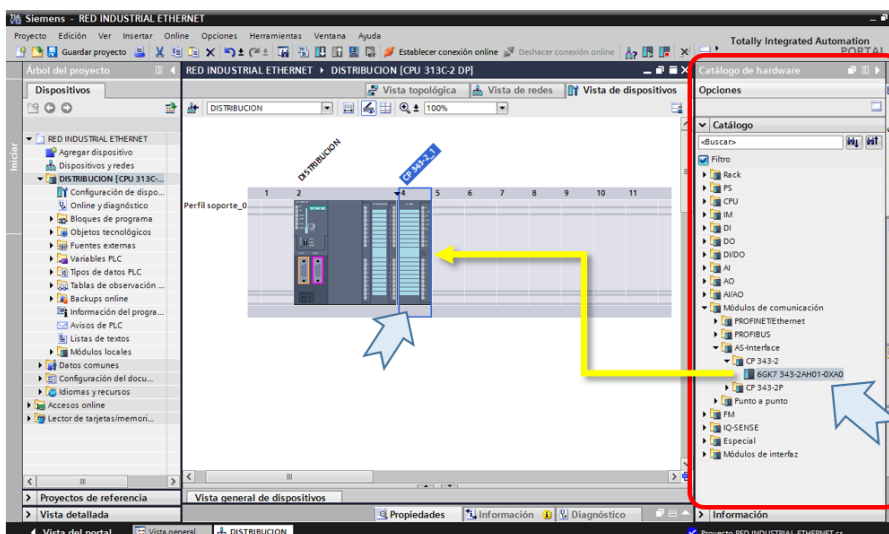 Siemens - RED INDUSTRIAL ETHERNET
Proyecto Edición Ver Insertar Online Opciones Herramientas Ventana Ayuda
Guardar proyecto Establecer conexión online Deshacer conexión online
Totally Integrated Automation
PORTAL
Árbol del proyecto
RED INDUSTRIAL ETHERNET DISTRIBUCION [CPU 313C-2 DP]
Catálogo de hardware
Dispositivos
Vista topológica Vista de redes Vista de dispositivos
Opciones
DISTRIBUCION 100%
Iniciar
RED INDUSTRIAL ETHERNET
Agregar dispositivo
Dispositivos y redes
DISTRIBUCION [CPU 313C-...
Configuración de dispo...
Online y diagnóstico
Bloques de programa
Objetos tecnológicos
Fuentes externas
Variables PLC
Tipos de datos PLC
Tablas de observación ...
Backups online
Información del progra...
Avisos de PLC
Listas de textos
Módulos locales
Datos comunes
Configuración del docu...
Idiomas y recursos
Accesos online
Lector de tarjetas/memori...
Proyectos de referencia
Vista detallada
DISTRIBUCION
CP 343-2_1
1 2 4 5 6 7 8 9 10 11
Perfil soporte_0
SIEMENS
Vista general de dispositivos
Propiedades Información Diagnóstico
Catálogo
<Buscar>
Filtro
Rack
PS
CPU
IM
DI
DO
DI/DO
AI
AO
AI/AO
Módulos de comunicación
PROFINET/Ethernet
PROFIBUS
AS-Interface
CP 343-2
6GK7 343-2AH01-0XA0
CP 343-2P
Punto a punto
FM
IQ-SENSE
Especial
Módulos de interfaz
Información
Vista del portal Vista general DISTRIBUCION
Proyecto RED INDUSTRIAL ETHERNET